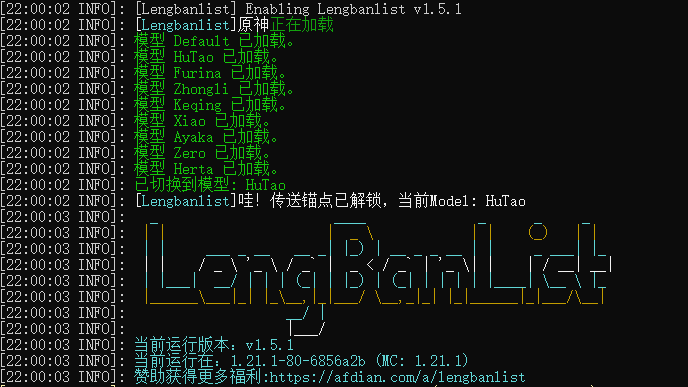 [22:00:02 INFO]: [Lengbanlist] Enabling Lengbanlist v1.5.1
[22:00:02 INFO]: [Lengbanlist]原神正在加载
[22:00:02 INFO]: 模型 Default 已加载。
[22:00:02 INFO]: 模型 HuTao 已加载。
[22:00:02 INFO]: 模型 Furina 已加载。
[22:00:02 INFO]: 模型 Zhongli 已加载。
[22:00:02 INFO]: 模型 Keqing 已加载。
[22:00:02 INFO]: 模型 Xiao 已加载。
[22:00:02 INFO]: 模型 Ayaka 已加载。
[22:00:02 INFO]: 模型 Zero 已加载。
[22:00:02 INFO]: 模型 Herta 已加载。
[22:00:02 INFO]: 已切换到模型: HuTao
[22:00:02 INFO]: [Lengbanlist]哇！传送锚点已解锁，当前Model: HuTao
[22:00:03 INFO]:
[22:00:03 INFO]:
[22:00:03 INFO]:
[22:00:03 INFO]: LengBanList
[22:00:03 INFO]:
[22:00:03 INFO]:
[22:00:03 INFO]:
[22:00:03 INFO]: 当前运行版本：v1.5.1
[22:00:03 INFO]: 当前运行在：1.21.1-80-6856a2b (MC: 1.21.1)
[22:00:03 INFO]: 赞助获得更多福利:https://afdian.com/a/lengbanlist